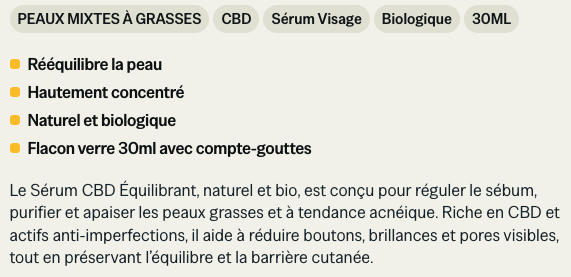 PEAUX MIXTES À GRASSES CBD Sérum Visage Biologique 30ML
Rééquilibre la peau
Hautement concentré
Naturel et biologique
Flacon verre 30ml avec compte-gouttes
Le Sérum CBD Équilibrant, naturel et bio, est conçu pour réguler le sébum,
purifier et apaiser les peaux grasses et à tendance acnéique. Riche en CBD et
actifs anti-imperfections, il aide à réduire boutons, brillances et pores visibles,
tout en préservant l'équilibre et la barrière cutanée.